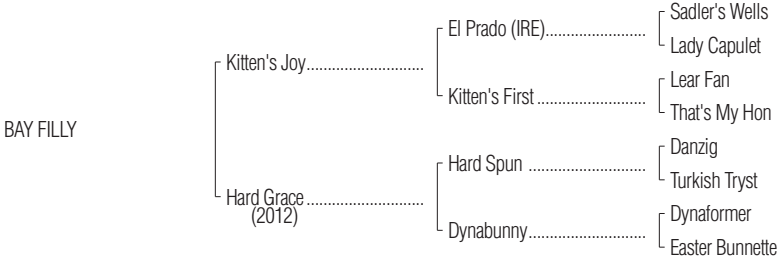 Sadler's Wells
El Prado (IRE)
Lady Capulet
Kitten's Joy
Lear Fan
Kitten's First
That's My Hon
BAY FILLY
Danzig
Hard Spun
Turkish Tryst
Hard Grace
(2012)
Dynaformer
Dynabunny
Easter Bunnette